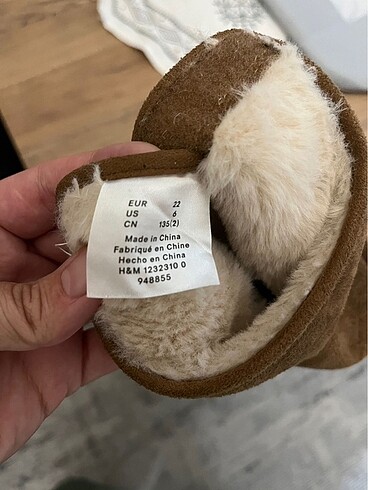 EUR 22
US 6
CN 135(2)
Made in China
Fabriqué en Chine
Hecho en China
H&M 1232310 0
948855